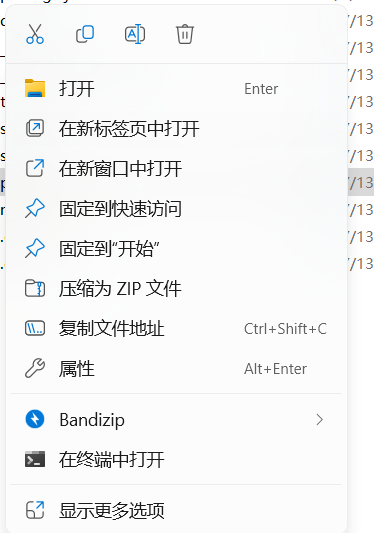 打开 Enter
在新标签页中打开
在新窗口中打开
固定到快速访问
固定到“开始”
压缩为 ZIP 文件
复制文件地址 Ctrl+Shift+C
属性 Alt+Enter
Bandizip
在终端中打开
显示更多选项